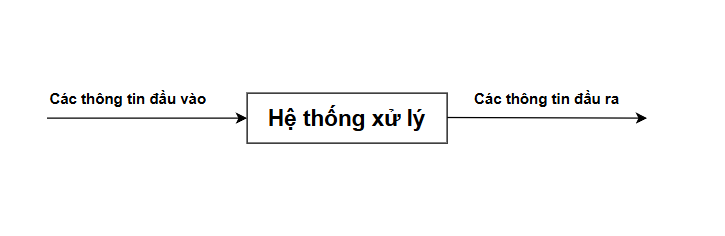 Các thông tin đầu vào
Hệ thống xử lý
Các thông tin đầu ra